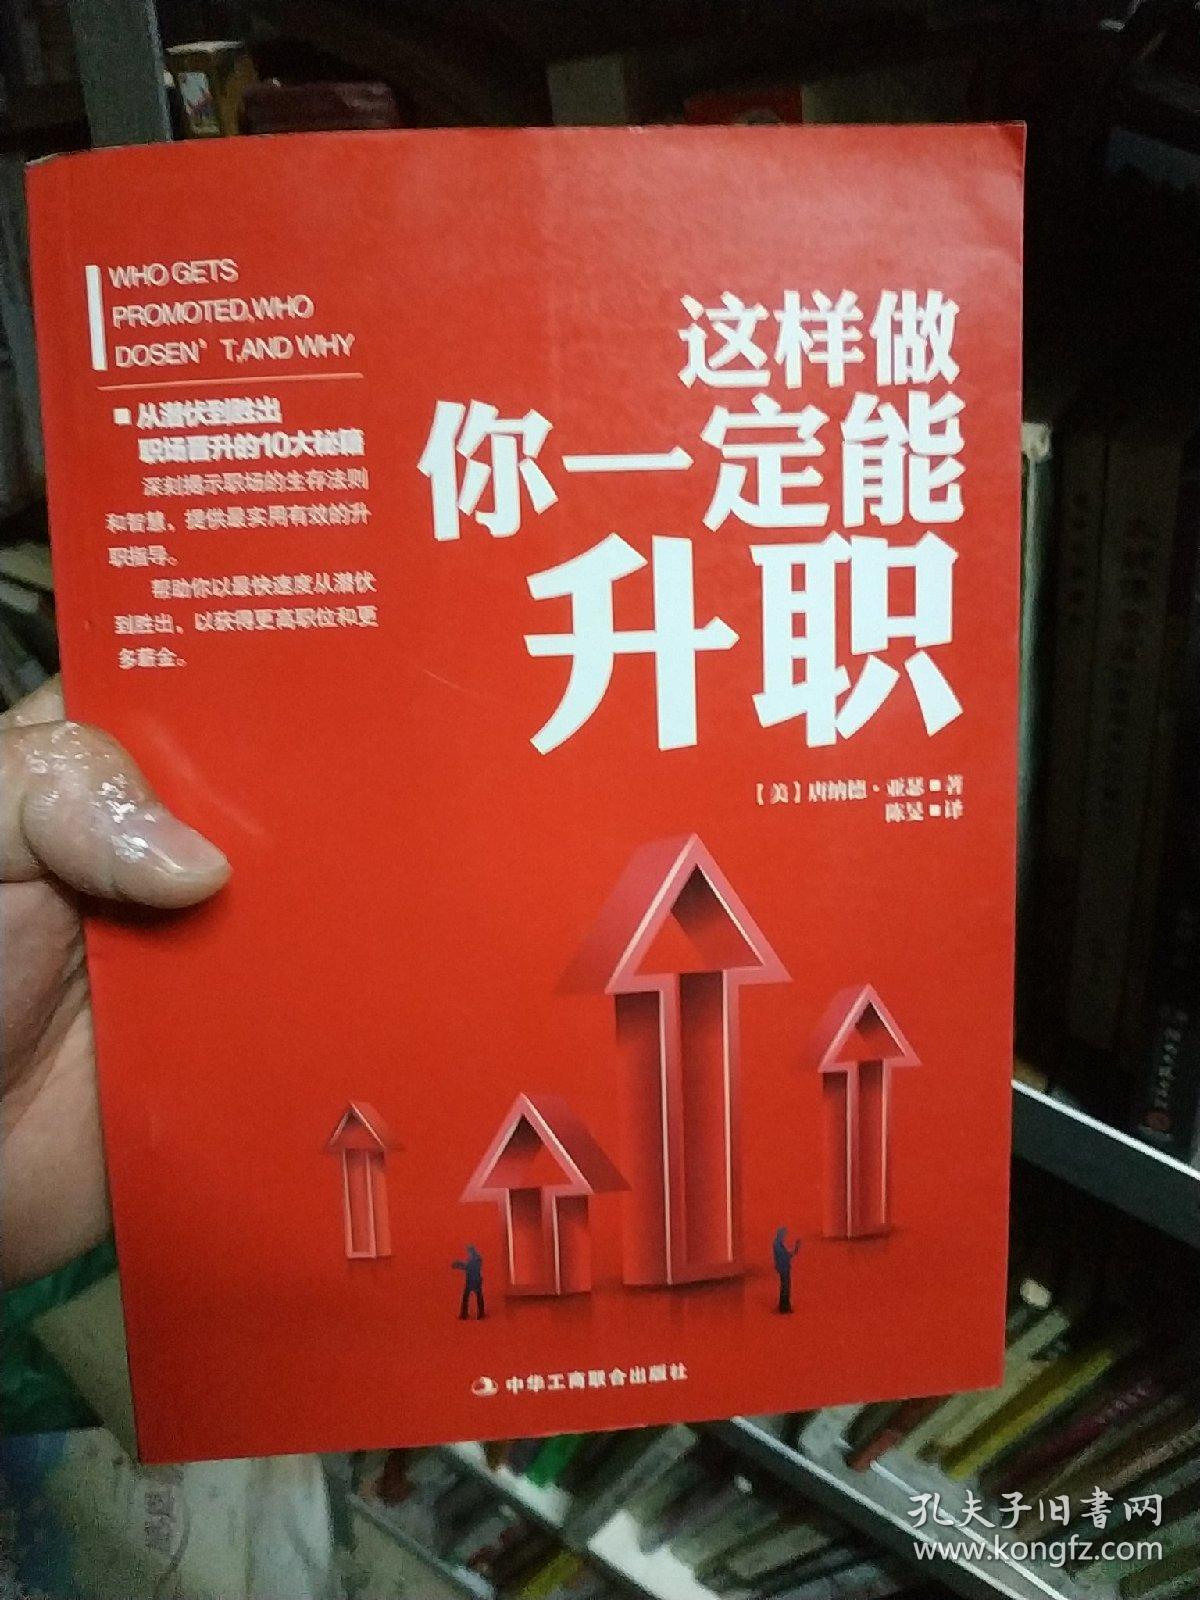 WHO GETS
PROMOTED,WHO
DOSEN’T,AND WHY
从潜伏到胜出
职场晋升的10大秘籍
深刻揭示职场的生存法则
和智慧，提供最实用有效的升
职指导。
帮助你以最快速度从潜伏
到胜出，以获得更高职位和更
多薪金。
这样做
你一定能
升职
【美】唐纳德·亚瑟■著
陈旻■译
中华工商联合出版社
孔夫子旧书网
www.kongfz.com